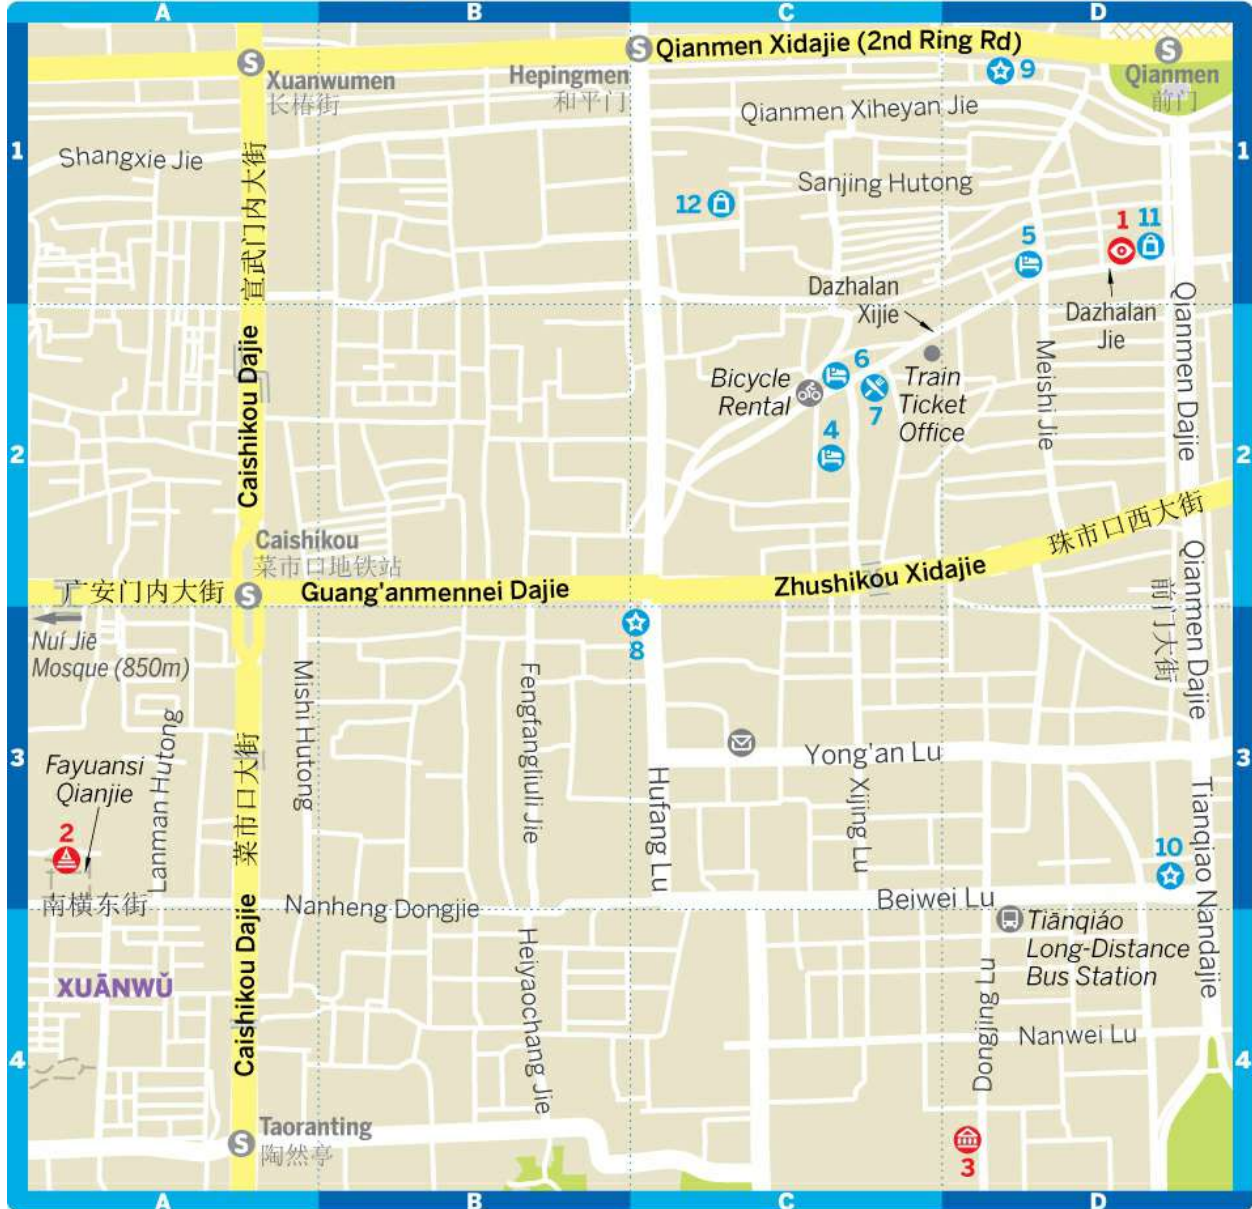 A
B
C
D
S
S
S
S
Qianmen Xidajie (2nd Ring Rd)
Xuanwumen
长椿街
Hepingmen
和平门
9
Qianmen
前门
Qianmen Xiheyan Jie
1
1
Shangxie Jie
宣武门内大街
Sanjing Hutong
12
5
1
11
Dazhalan
Xijie
Dazhalan
Jie
Qianmen Dajie
Caishikou Dajie
Meishi Jie
Bicycle
Rental
6
7
Train
Ticket
Office
4
2
2
Caishikou
菜市口地铁站
珠市口西大街
广安门内大街
S
Guang'anmennei Dajie
Zhushikou Xidajie
Qianmen Dajie
前门大街
Nuí Jiē
Mosque (850m)
8
Mishi Hutong
Fengfangliuli Jie
3
3
Lanman Hutong
菜市口大街
Yong'an Lu
Fayuansi
Qianjie
2
Hufang Lu
Xijing Lu
Tianqiao Nandajie
10
南横东街
Nanheng Dongjie
Beiwei Lu
Caishikou Dajie
Heiyaochang Jie
Tiānqiáo
Long-Distance
Bus Station
XUĀNWǓ
Dongjing Lu
Nanwei Lu
4
4
S
Taoranting
陶然亭
3
A
B
C
D